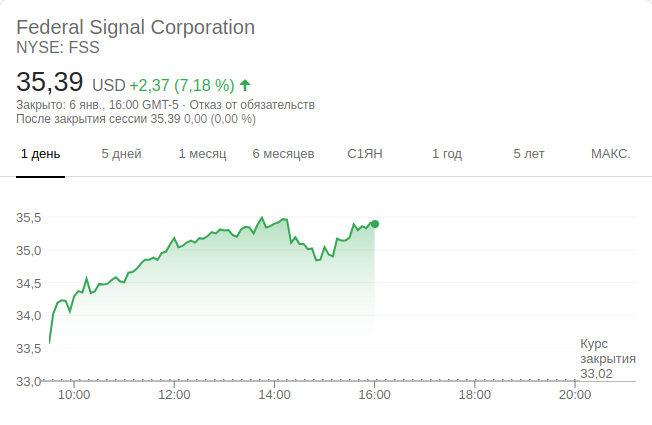 Federal Signal Corporation
NYSE: FSS
35,39 USD +2,37 (7,18 %)
Закрыто: 6 янв., 16:00 GMT-5 · Отказ от обязательств
После закрытия сессии 35,39 0,00 (0,00 %)
1 день 5 дней 1 месяц 6 месяцев С1ЯН 1 год 5 лет МАКС.
35,5
35,0
34,5
34,0
33,5
33,0
Курс
закрытия
33,02
10:00 12:00 14:00 16:00 18:00 20:00